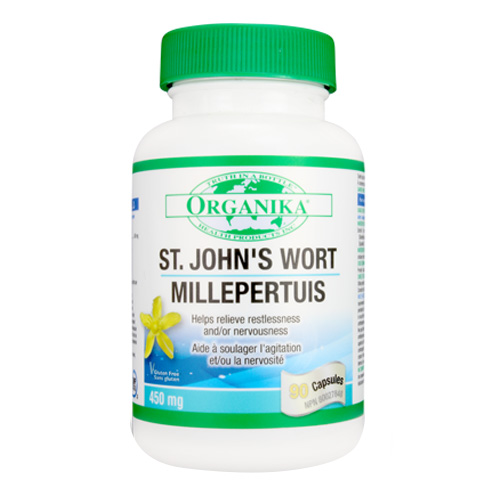 TRUTH IN A BOTTLE
ORGANIKA®
HEALTH PRODUCTS INC
ST. JOHN'S WORT
MILLEPERTUIS
Helps relieve restlessness
and/or nervousness
Aide à soulager l'agitation
et/ou la nervosité
Gluten Free
Sans gluten
90 Capsules
NPN
450 mg